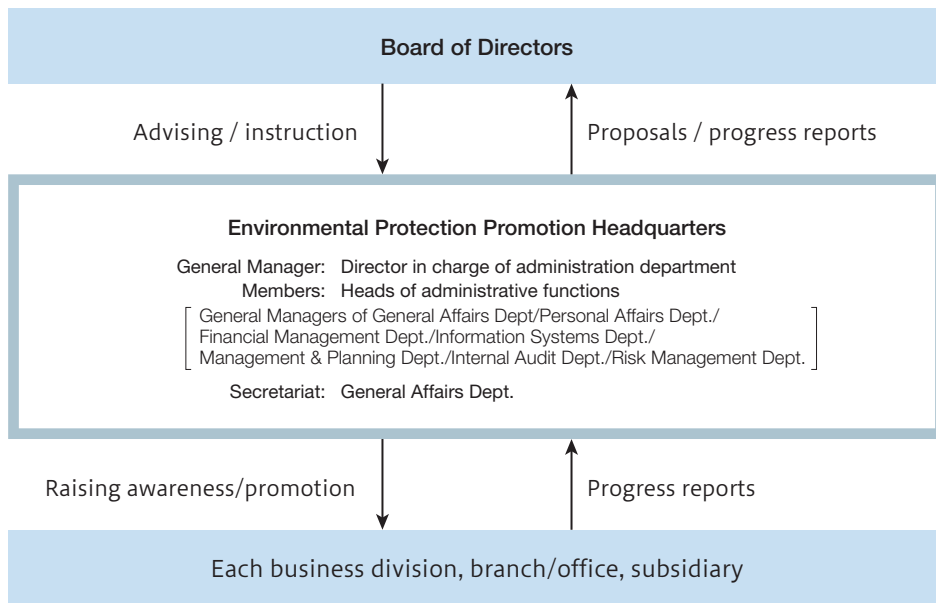 Board of Directors
Advising / instruction
Proposals / progress reports
Environmental Protection Promotion Headquarters
General Manager: Director in charge of administration department
Members: Heads of administrative functions
General Managers of General Affairs Dept/Personal Affairs Dept./
Financial Management Dept./Information Systems Dept./
Management & Planning Dept./Internal Audit Dept./Risk Management Dept.
Secretariat: General Affairs Dept.
Raising awareness/promotion
Progress reports
Each business division, branch/office, subsidiary